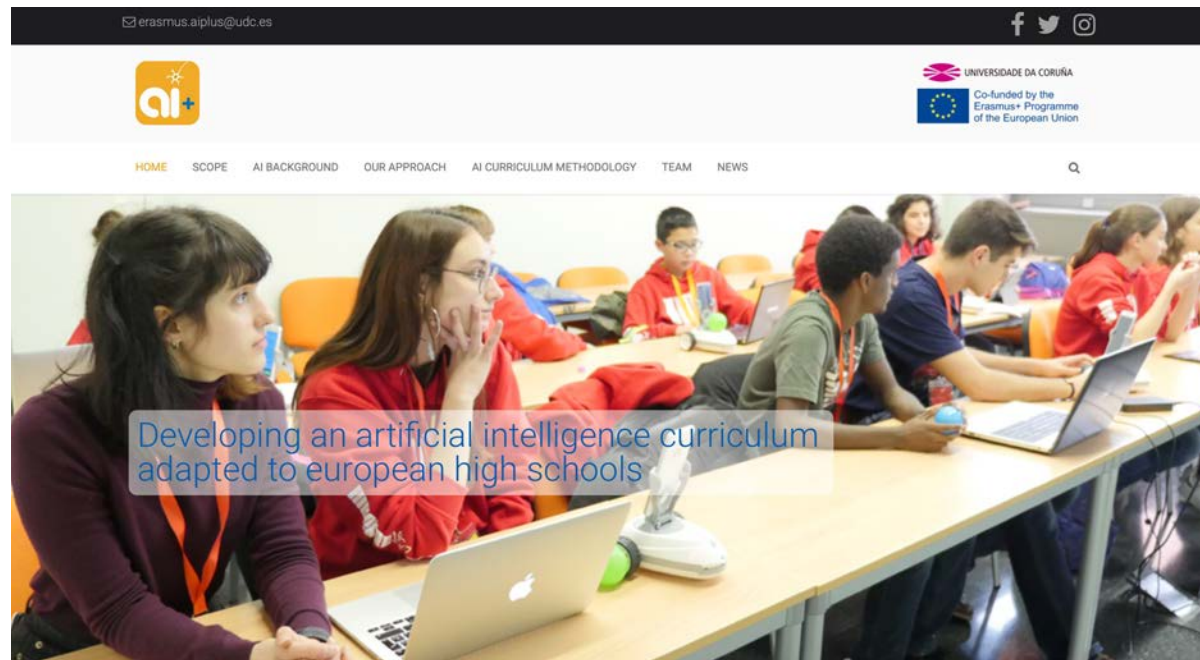 erasmus.aiplus@udc.es
ai+
UNIVERSIDADE DA CORUÑA
Co-funded by the
Erasmus+ Programme
of the European Union
HOME SCOPE AI BACKGROUND OUR APPROACH AI CURRICULUM METHODOLOGY TEAM NEWS
Developing an artificial intelligence curriculum
adapted to european high schools